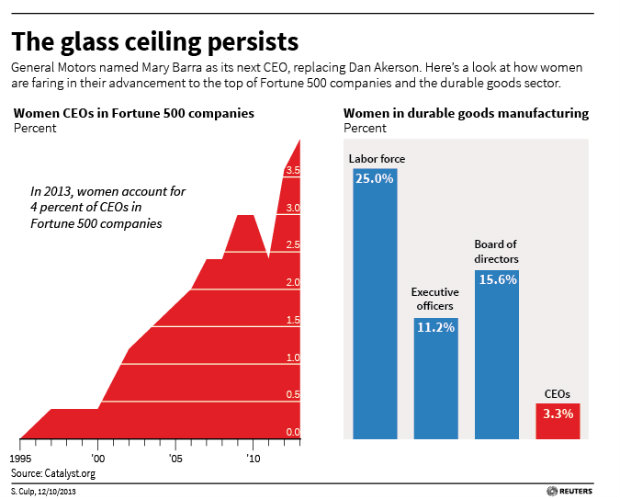 The glass ceiling persists
General Motors named Mary Barra as its next CEO, replacing Dan Akerson. Here's a look at how women
are faring in their advancement to the top of Fortune 500 companies and the durable goods sector.
Women CEOs in Fortune 500 companies
Percent
In 2013, women account for
4 percent of CEOs in
Fortune 500 companies
3.5
3.0
2.5
2.0
1.5
1.0
0.5
0.0
1995 '00 '05 '10
Women in durable goods manufacturing
Percent
Labor force
25.0%
Executive
officers
11.2%
Board of
directors
15.6%
CEOs
3.3%
Source: Catalyst.org
S. Culp, 12/10/2013
REUTERS